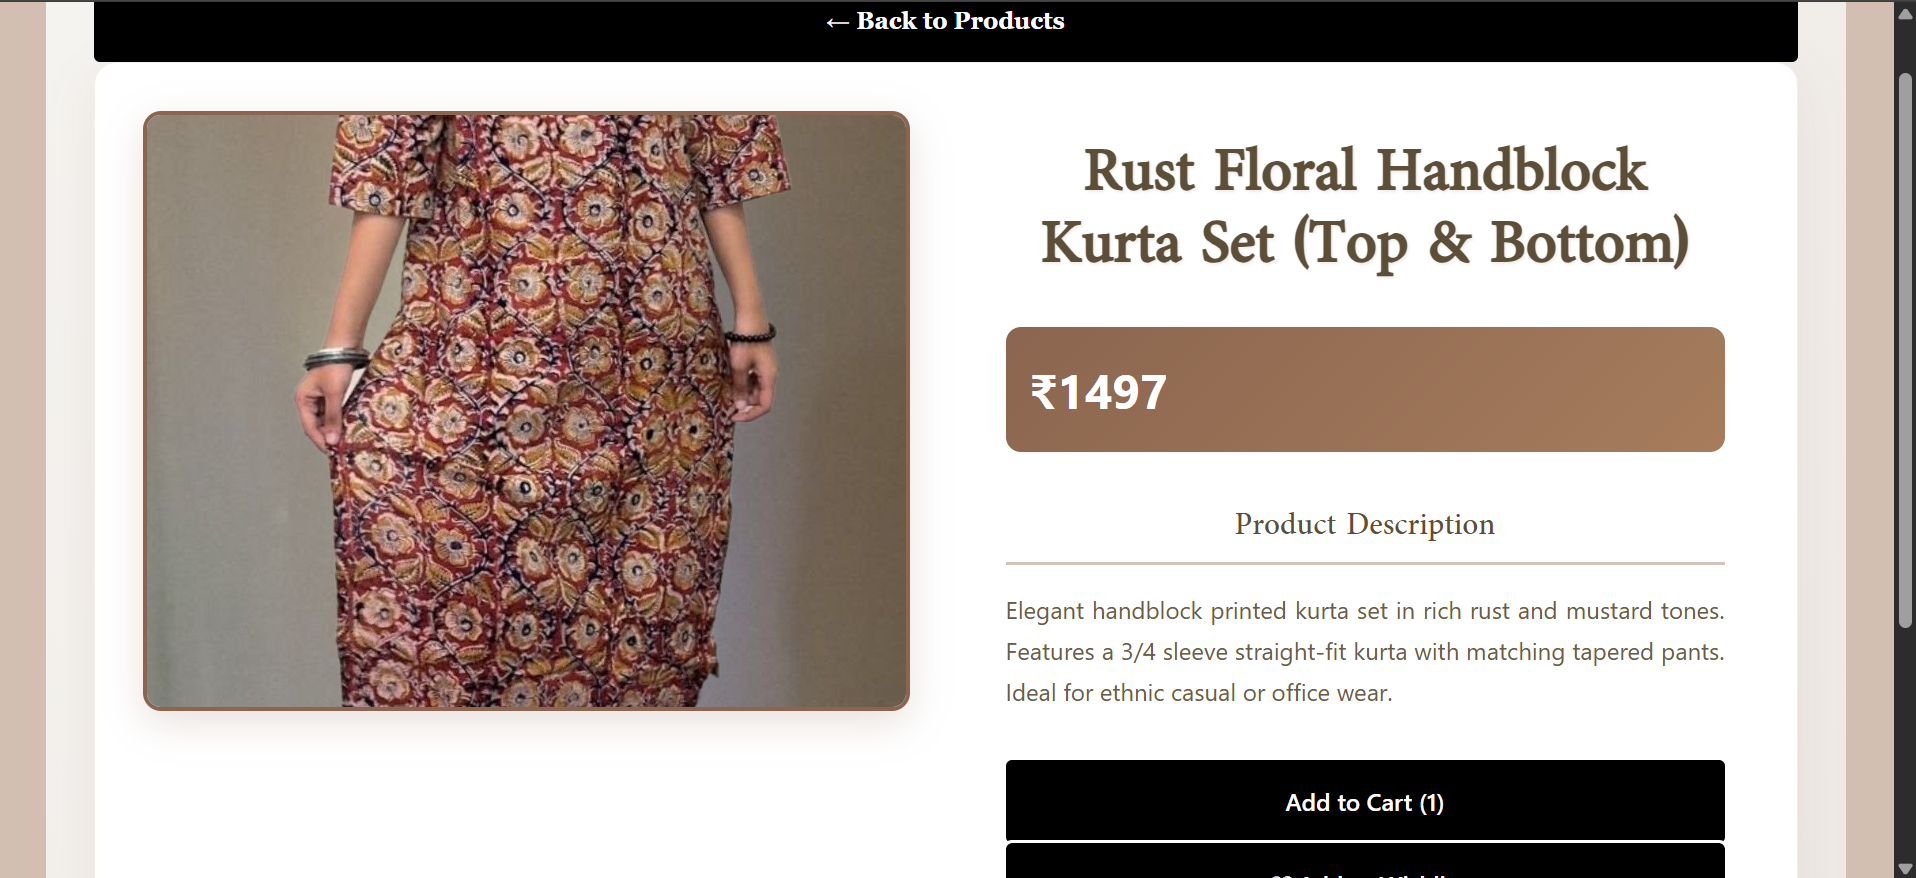 ← Back to Products
Rust Floral Handblock
Kurta Set (Top & Bottom)
₹1497
Product Description
Elegant handblock printed kurta set in rich rust and mustard tones.
Features a 3/4 sleeve straight-fit kurta with matching tapered pants.
Ideal for ethnic casual or office wear.
Add to Cart (1)